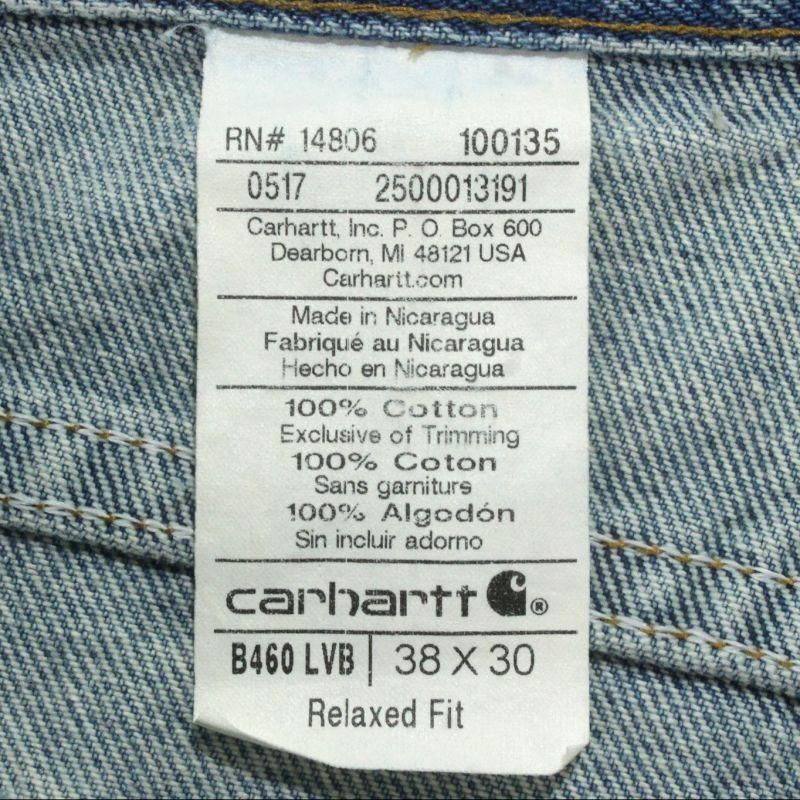 RN# 14806 100135
0517 2500013191
Carhartt, Inc. P. O. Box 600
Dearborn, MI 48121 USA
Carhartt.com
Made in Nicaragua
Fabriqué au Nicaragua
Hecho en Nicaragua
100% Cotton
Exclusive of Trimming
100% Coton
Sans garniture
100% Algodón
Sin incluir adorno
carhartt ®
B460 LVB | 38 X 30
Relaxed Fit